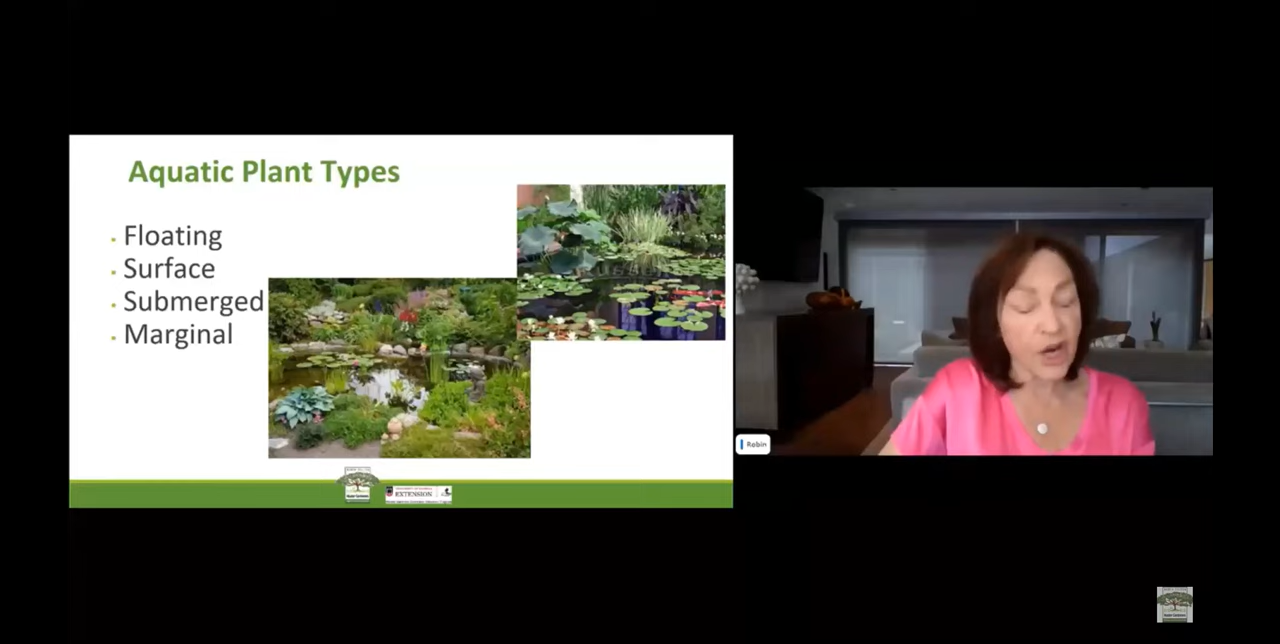 Aquatic Plant Types
Floating
Surface
Submerged
Marginal
EXTENSION
Robin